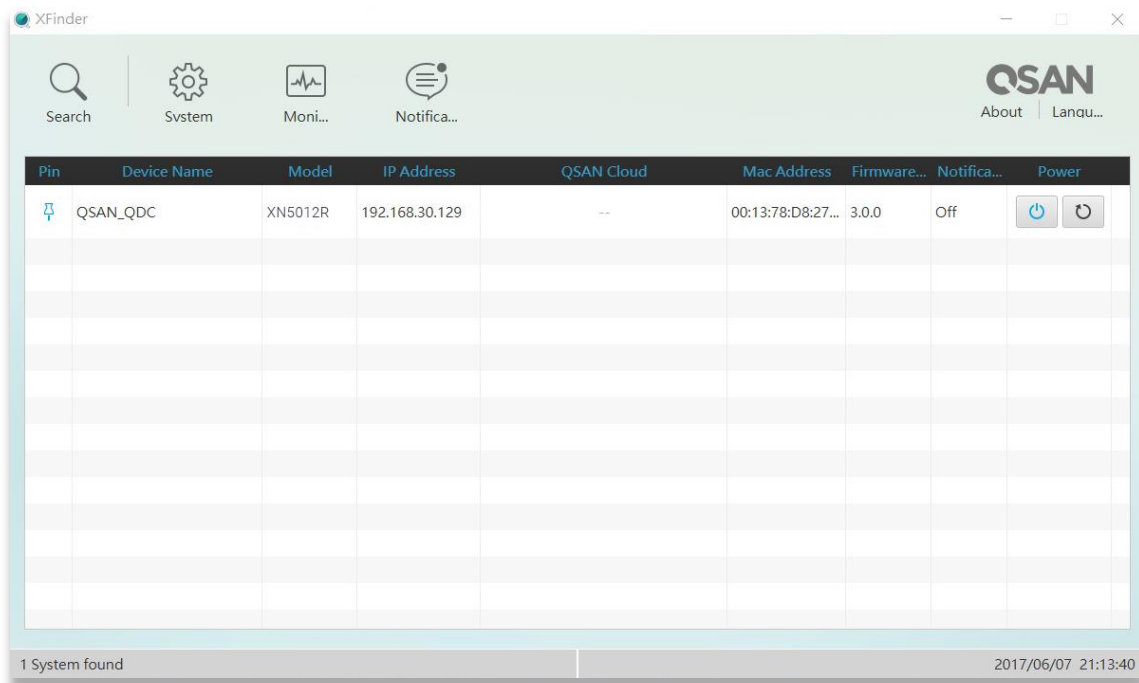 XFinder
Search System Moni... Notifica...
QSAN
About Langu...
Pin Device Name Model IP Address QSAN Cloud Mac Address Firmware... Notifica... Power
QSAN_QDC XN5012R 192.168.30.129 -- 00:13:78:D8:27... 3.0.0 Off
1 System found 2017/06/07 21:13:40